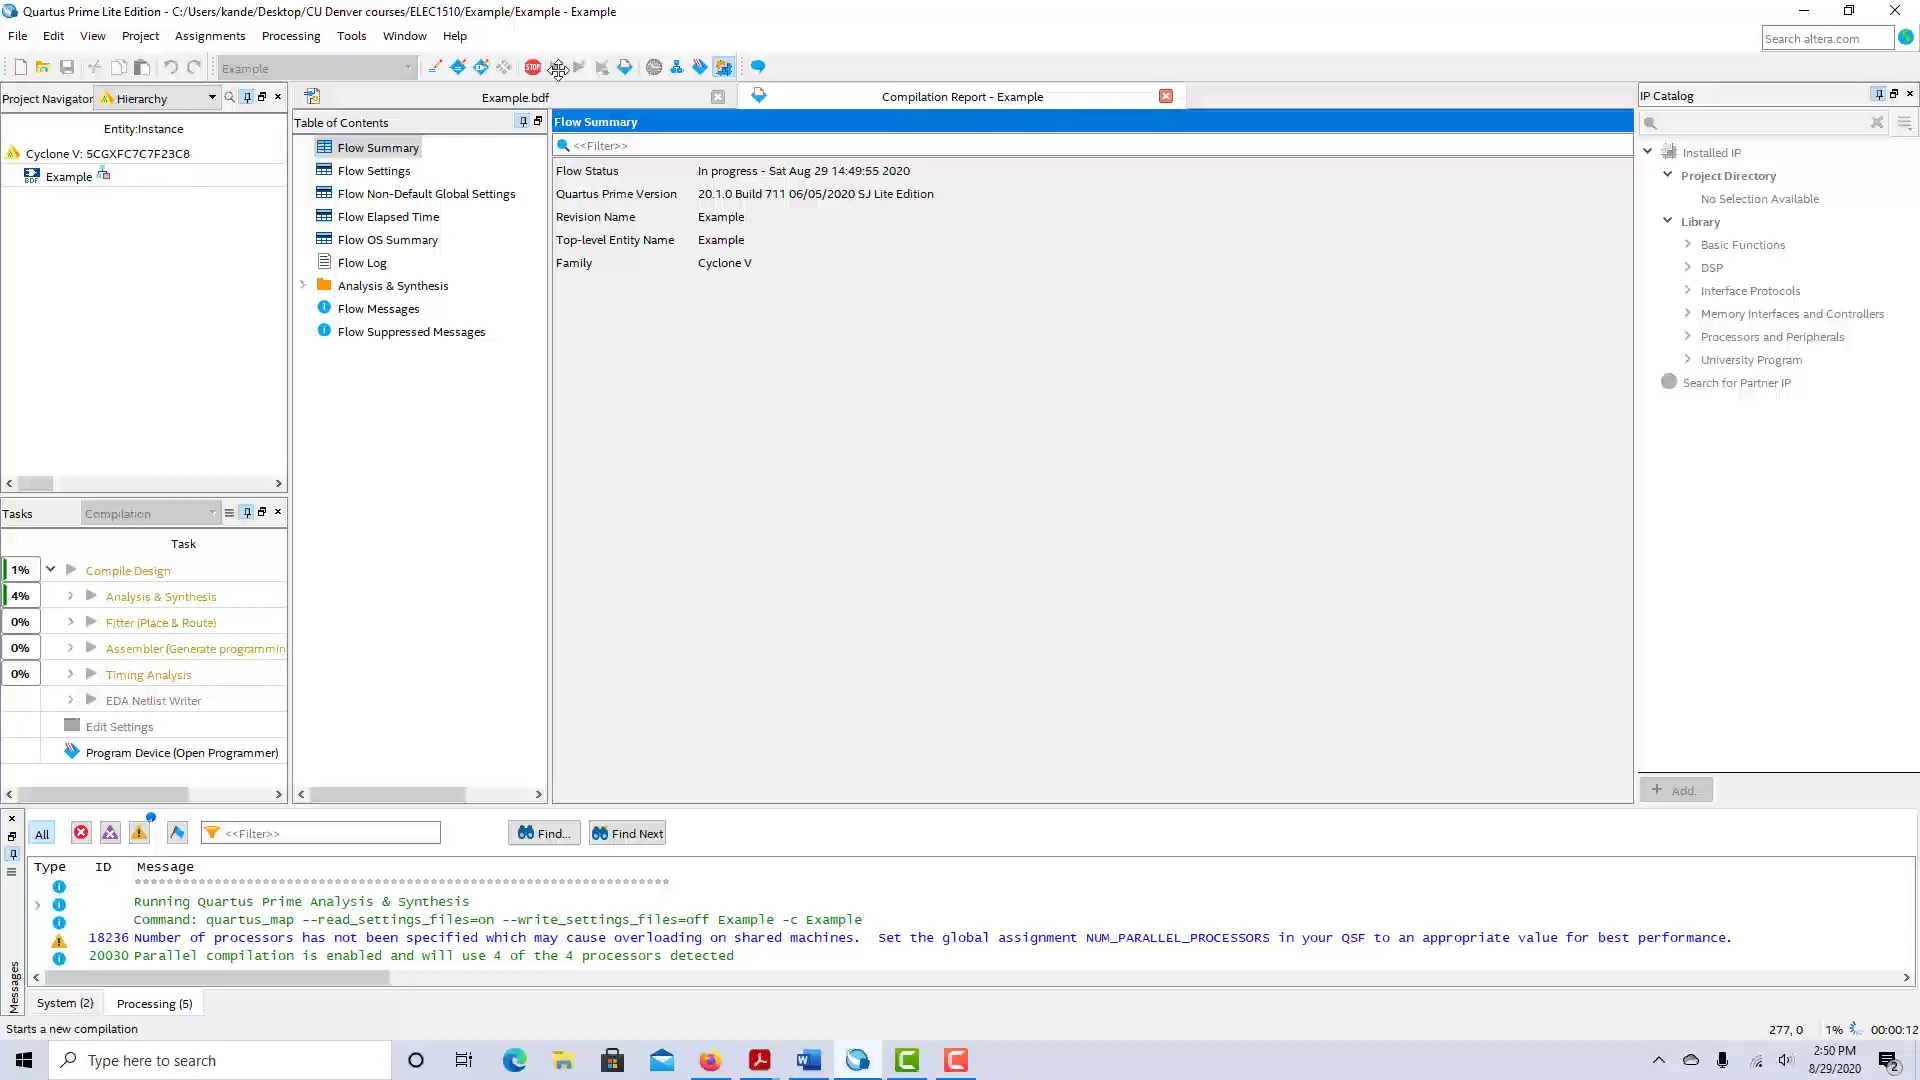 Quartus Prime Lite Edition - C:/Users/kande/Desktop/CU Denver courses/ELEC1510/Example/Example - Example
File Edit View Project Assignments Processing Tools Window Help
Search altera.com
Example
STOP
Project Navigator Hierarchy
Entity:Instance
Cyclone V: 5CGXFC7C7F23C8
BDF Example
Example.bdf
Compilation Report - Example
Table of Contents
Flow Summary
Flow Settings
Flow Non-Default Global Settings
Flow Elapsed Time
Flow OS Summary
Flow Log
Analysis & Synthesis
Flow Messages
Flow Suppressed Messages
Flow Summary
<<Filter>>
Flow Status In progress - Sat Aug 29 14:49:55 2020
Quartus Prime Version 20.1.0 Build 711 06/05/2020 SJ Lite Edition
Revision Name Example
Top-level Entity Name Example
Family Cyclone V
IP Catalog
Installed IP
Project Directory
No Selection Available
Library
Basic Functions
DSP
Interface Protocols
Memory Interfaces and Controllers
Processors and Peripherals
University Program
Search for Partner IP
+ Add...
Tasks Compilation
Task
1% Compile Design
4% Analysis & Synthesis
0% Fitter (Place & Route)
0% Assembler (Generate programmin
0% Timing Analysis
EDA Netlist Writer
Edit Settings
Program Device (Open Programmer)
All <<Filter>> Find... Find Next
Type ID Message
*******************************************************************
Running Quartus Prime Analysis & Synthesis
Command: quartus_map --read_settings_files=on --write_settings_files=off Example -c Example
18236 Number of processors has not been specified which may cause overloading on shared machines. Set the global assignment NUM_PARALLEL_PROCESSORS in your QSF to an appropriate value for best performance.
20030 Parallel compilation is enabled and will use 4 of the 4 processors detected
Messages
System (2) Processing (5)
Starts a new compilation
277, 0 1% 00:00:12
Type here to search
2:50 PM
8/29/2020
2